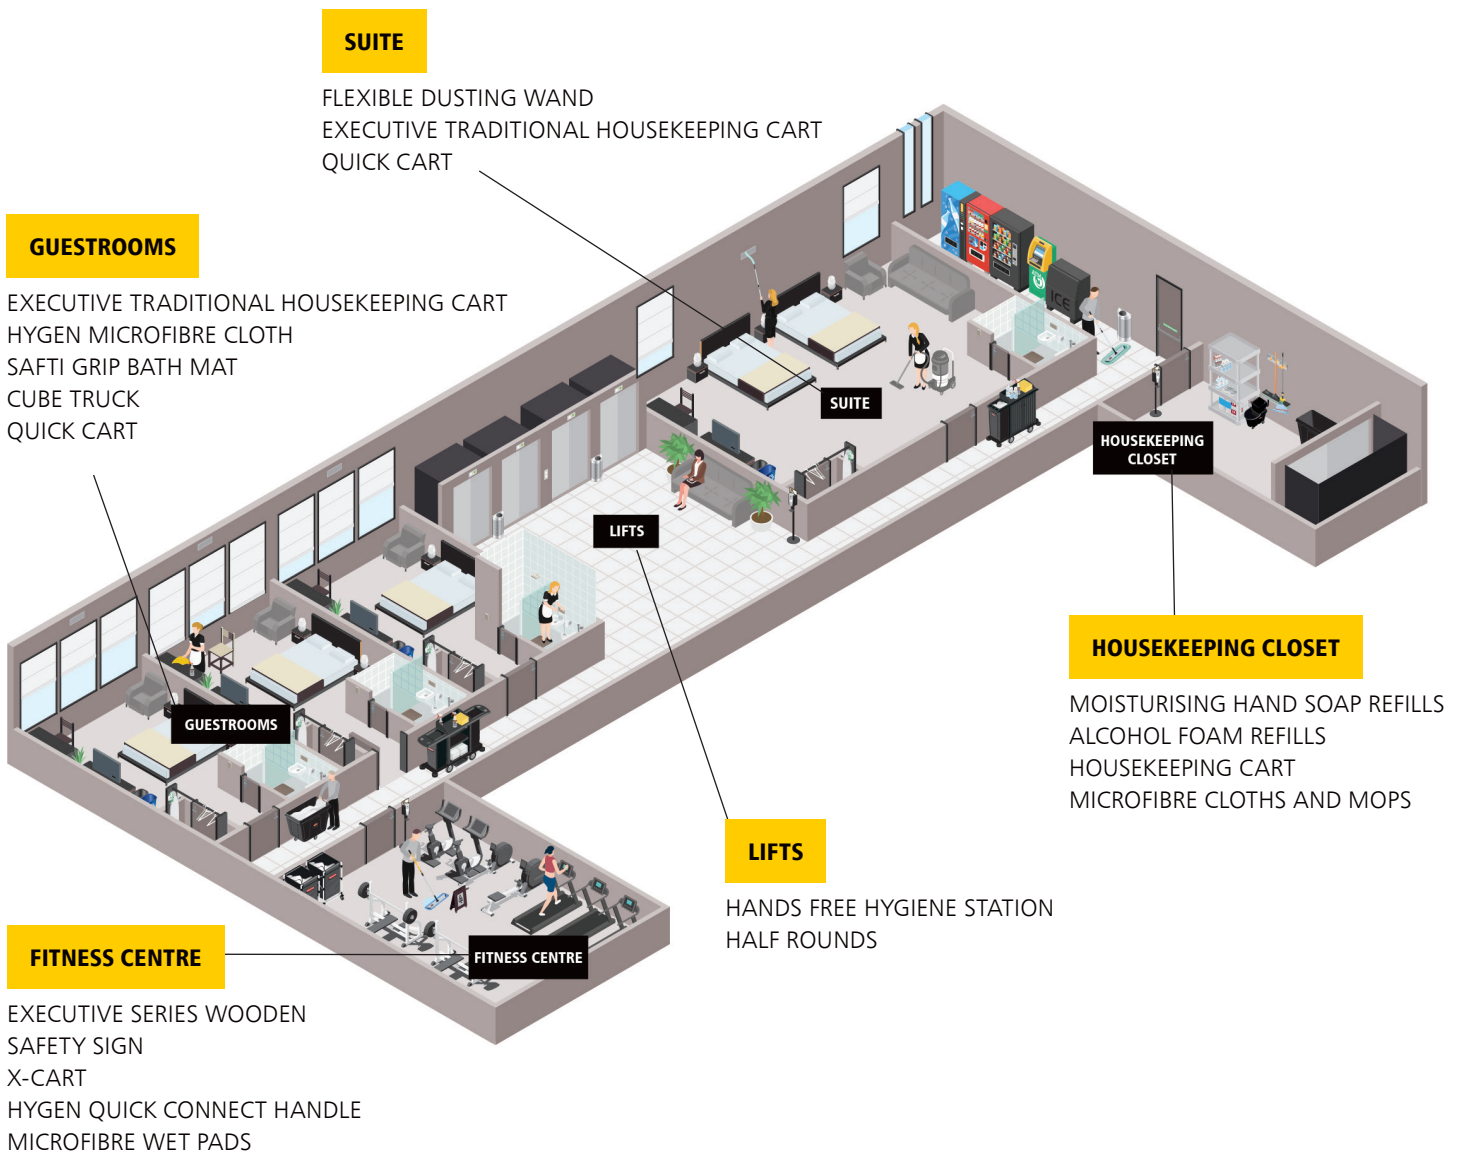 SUITE
FLEXIBLE DUSTING WAND
EXECUTIVE TRADITIONAL HOUSEKEEPING CART
QUICK CART
GUESTROOMS
EXECUTIVE TRADITIONAL HOUSEKEEPING CART
HYGEN MICROFIBRE CLOTH
SAFTI GRIP BATH MAT
CUBE TRUCK
QUICK CART
ICE
SUITE
HOUSEKEEPING
CLOSET
LIFTS
GUESTROOMS
HOUSEKEEPING CLOSET
MOISTURISING HAND SOAP REFILLS
ALCOHOL FOAM REFILLS
HOUSEKEEPING CART
MICROFIBRE CLOTHS AND MOPS
LIFTS
HANDS FREE HYGIENE STATION
HALF ROUNDS
FITNESS CENTRE
FITNESS CENTRE
EXECUTIVE SERIES WOODEN
SAFETY SIGN
X-CART
HYGEN QUICK CONNECT HANDLE
MICROFIBRE WET PADS